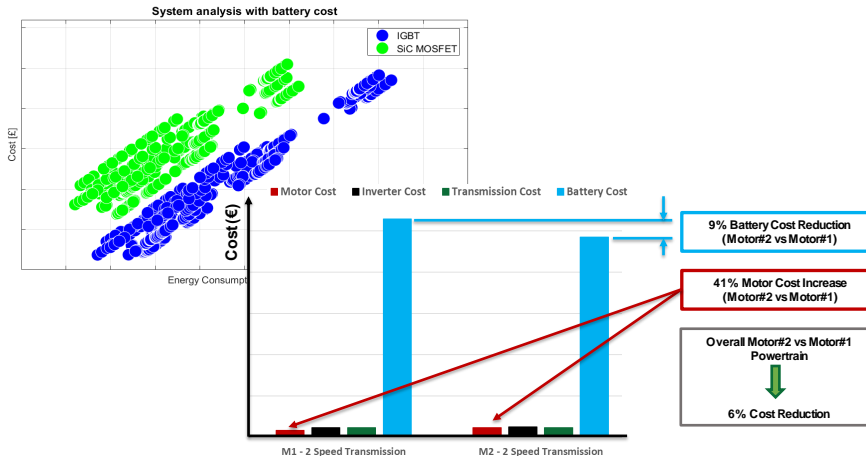 System analysis with battery cost
IGBT
SiC MOSFET
Cost [£]
Energy Consumpt
Motor Cost
Inverter Cost
Transmission Cost
Battery Cost
Cost (€)
M1 - 2 Speed Transmission
M2 - 2 Speed Transmission
9% Battery Cost Reduction
(Motor#2 vs Motor#1)
41% Motor Cost Increase
(Motor#2 vs Motor#1)
Overall Motor#2 vs Motor#1
Powertrain
6% Cost Reduction